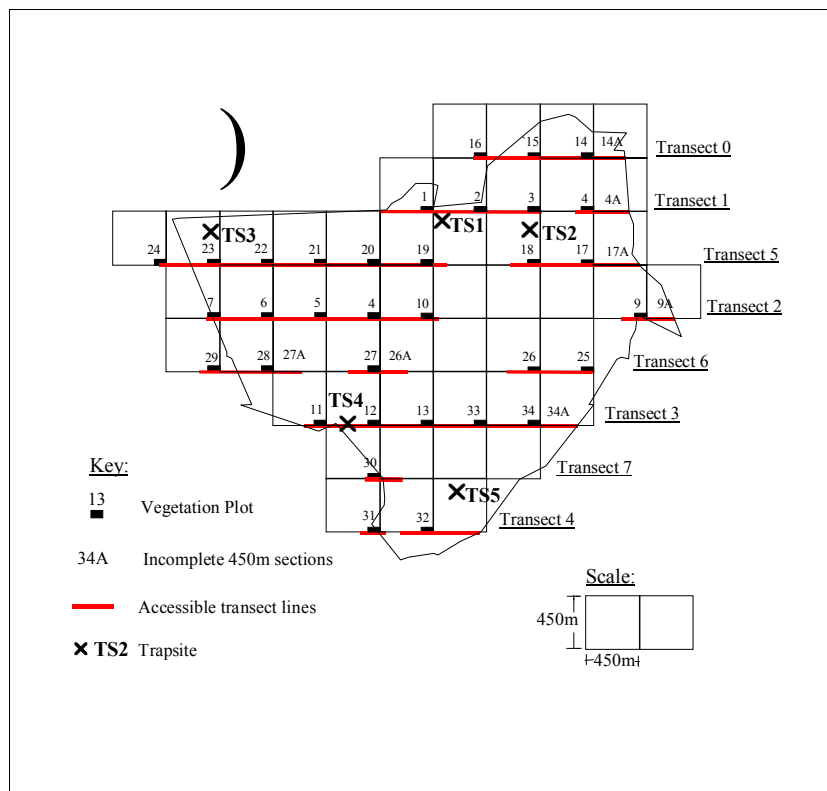 16 15 14 14A Transect 0
1 2 3 4 4A Transect 1
TS3 TS1 TS2
24 23 22 21 20 19 18 17 17A Transect 5
7 6 5 4 10 9 9A Transect 2
29 28 27A 27 26A 26 25 Transect 6
TS4
11 12 13 33 34 34A Transect 3
30 Transect 7
TS5
31 32 Transect 4
Key:
13 Vegetation Plot
34A Incomplete 450m sections
Accessible transect lines
TS2 Trapsite
Scale:
450m
450m